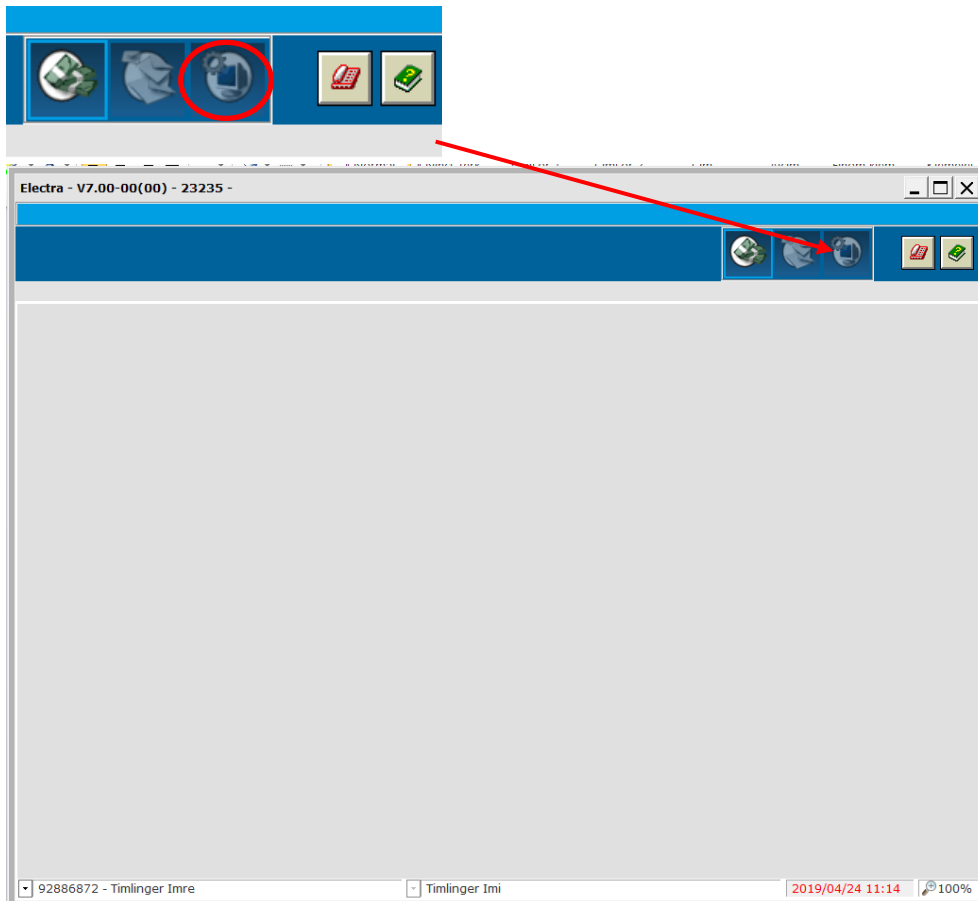 Electra - V7.00-00(00) - 23235 -
92886872 - Timlinger Imre
Timlinger Imi
2019/04/24 11:14
100%